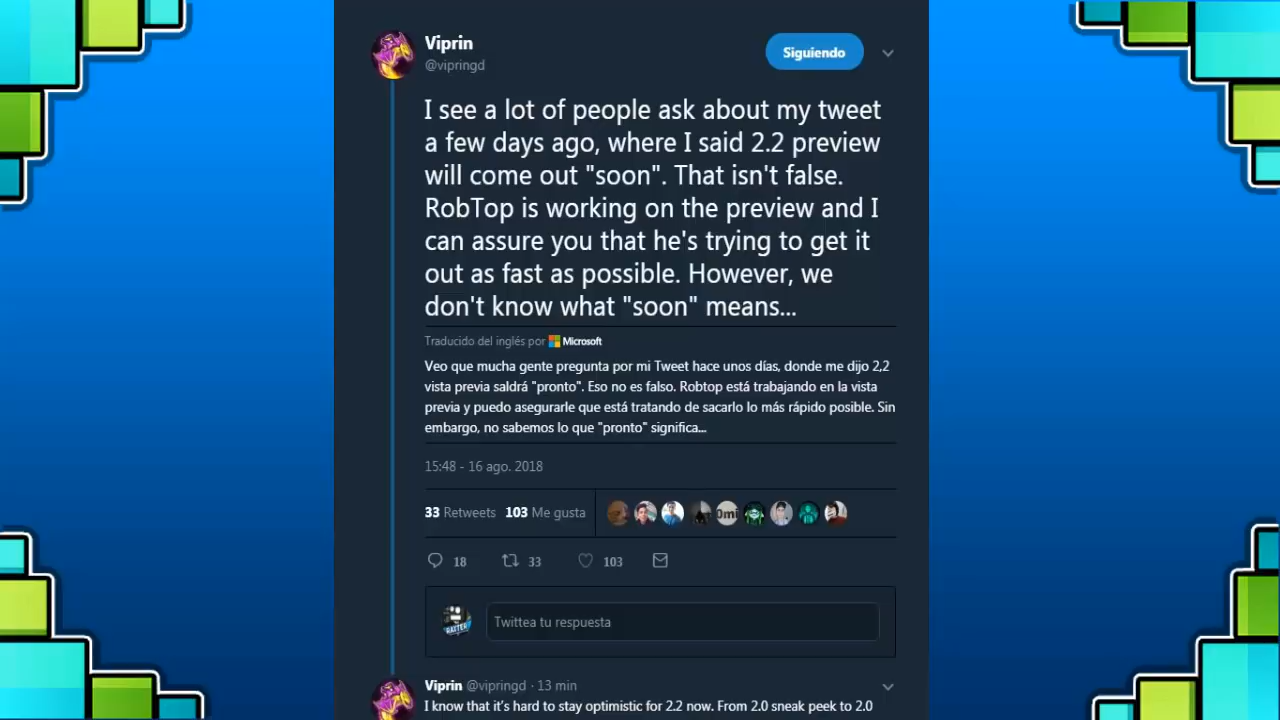 Viprin
@vipringd
Siguiendo
I see a lot of people ask about my tweet
a few days ago, where I said 2.2 preview
will come out "soon". That isn't false.
RobTop is working on the preview and I
can assure you that he's trying to get it
out as fast as possible. However, we
don't know what "soon" means...
Traducido del inglés por Microsoft
Veo que mucha gente pregunta por mi Tweet hace unos días, donde me dijo 2,2
vista previa saldrá "pronto". Eso no es falso. Robtop está trabajando en la vista
previa y puedo asegurarle que está tratando de sacarlo lo más rápido posible. Sin
embargo, no sabemos lo que "pronto" significa...
15:48 - 16 ago. 2018
33 Retweets 103 Me gusta
18 33 103
Twittea tu respuesta
Viprin @vipringd · 13 min
I know that it's hard to stay optimistic for 2.2 now. From 2.0 sneak peek to 2.0